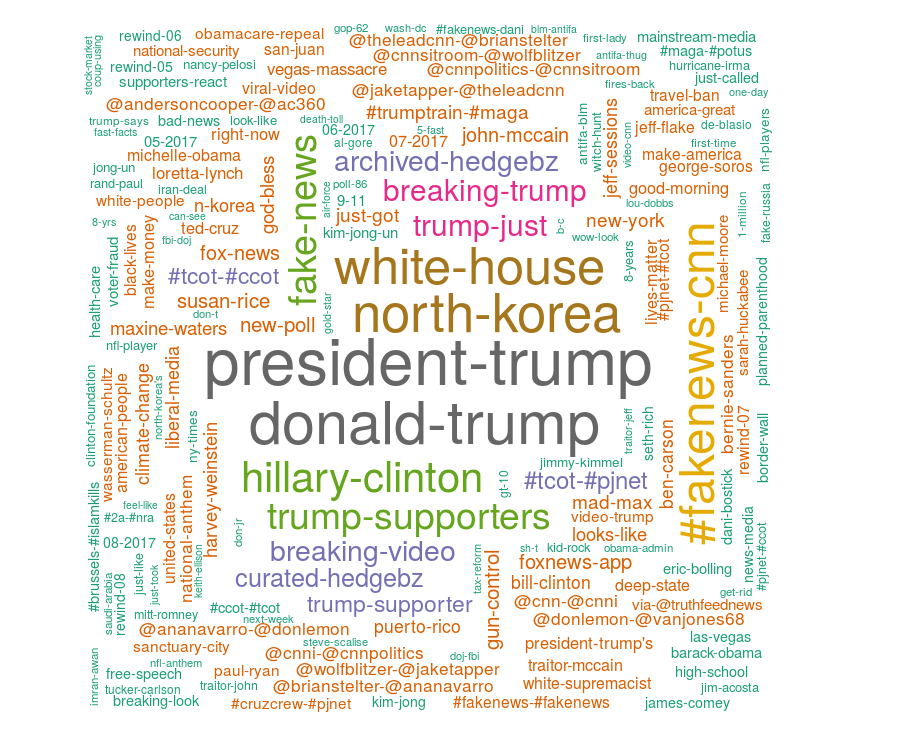 gop-62
wash-dc
#fakenews-dani
blm-antifa
rewind-06
obamacare-repeal
first-lady
mainstream-media
stock-market
coup-using
@theleadcnn-@brianstelter
national-security
san-juan
@cnnsitroom-@wolfblitzer
antifa-thug
#maga-#potus
rewind-05
nancy-pelosi
vegas-massacre
@cnnpolitics-@cnnsitroom
hurricane-irma
supporters-react
viral-video
@jaketapper-@theleadcnn
fires-back
just-called
travel-ban
one-day
@andersoncooper-@ac360
#trumptrain-#maga
america-great
trump-says
bad-news
look-like
death-toll
06-2017
5-fast
antifa-blm
witch-hunt
video-cnn
jeff-sessions
jeff-flake
de-blasio
nfl-players
fast-facts
05-2017
right-now
al-gore
07-2017
john-mccain
first-time
michelle-obama
fake-news
archived-hedgebz
make-america
george-soros
jong-un
loretta-lynch
god-bless
rand-paul
iran-deal
air-force
poll-86
breaking-trump
good-morning
white-people
n-korea
9-11
lou-dobbs
1-million
fake-russia
8-yrs
can-see
just-got
trump-just
b-c
new-york
ted-cruz
kim-jong-un
wow-look
fbi-doj
voter-fraud
black-lives
make-money
fox-news
white-house
8-years
lives-matter
#pjnet-#tcot
#fakenews-cnn
michael-moore
health-care
#tcot-#ccot
susan-rice
north-korea
sarah-huckabee
planned-parenthood
don-t
gold-star
maxine-waters
new-poll
nfl-player
president-trump
clinton-foundation
wasserman-schultz
american-people
climate-change
north-korea's
liberal-media
bernie-sanders
rewind-07
border-wall
ny-times
harvey-weinstein
donald-trump
traitor-jeff
seth-rich
ben-carson
jimmy-kimmel
hillary-clinton
gt-10
#tcot-#pjnet
dani-bostick
#brussels-#islamkills
feel-like
united-states
national-anthem
mad-max
#2a-#nra
don-jr
trump-supporters
video-trump
looks-like
news-media
#pjnet-#ccot
08-2017
breaking-video
sh-t
kid-rock
obama-admin
just-like
just-took
keith-ellison
tax-reform
gun-control
foxnews-app
eric-bolling
saudi-arabia
rewind-08
curated-hedgebz
bill-clinton
deep-state
get-rid
#ccot-#tcot
trump-supporter
@cnn-@cnni
via-@truthfeednews
mitt-romney
next-week
@donlemon-@vanjones68
@ananavarro-@donlemon
puerto-rico
steve-scalise
president-trump's
las-vegas
sanctuary-city
@cnni-@cnnpolitics
doj-fbi
barack-obama
imran-awan
nfl-anthem
free-speech
paul-ryan
@wolfblitzer-@jaketapper
traitor-mccain
high-school
tucker-carlson
traitor-john
@brianstelter-@ananavarro
white-supremacist
jim-acosta
breaking-look
#cruzcrew-#pjnet
kim-jong
#fakenews-#fakenews
james-comey